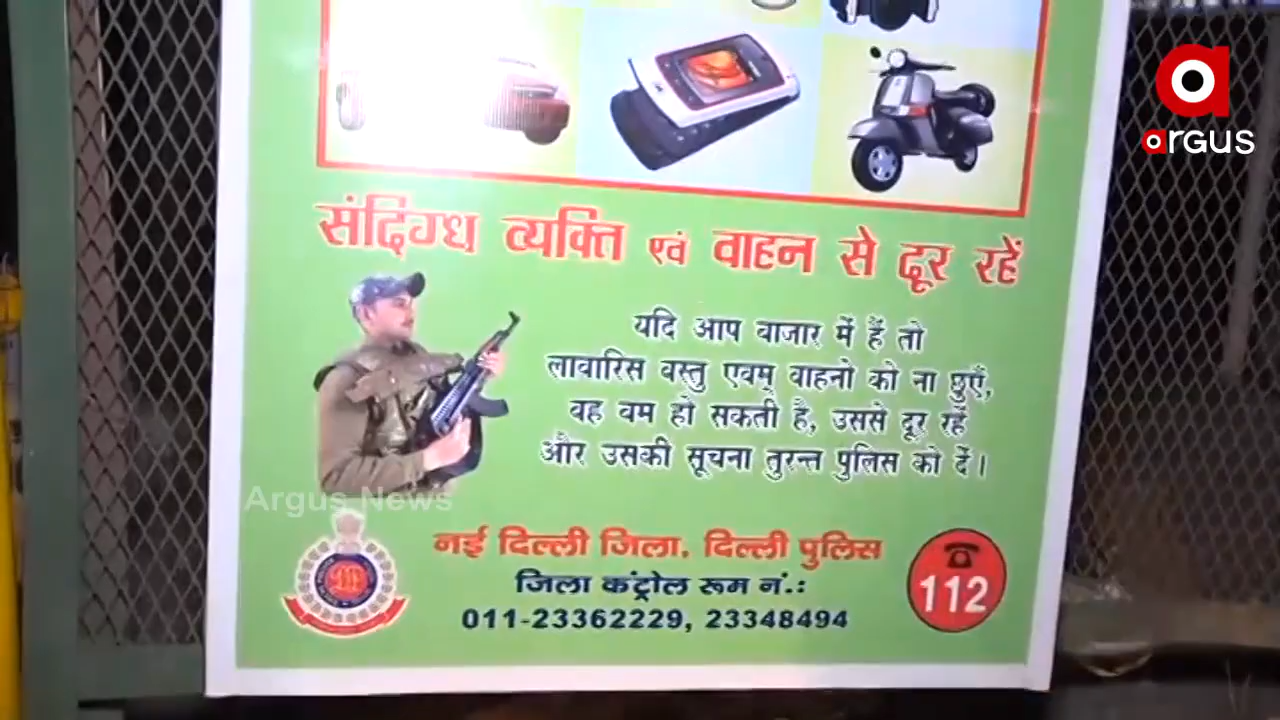 argus
संदिग्ध व्यक्ति एवं वाहन से दूर रहें
यदि आप बाजार में हैं तो
लावारिस वस्तु एवम् वाहनो को ना छुएँ,
वह बम हो सकती है, उससे दूर रहें
और उसकी सूचना तुरन्त पुलिस को दें।
Argus News
नई दिल्ली जिला, दिल्ली पुलिस
जिला कंट्रोल रूम नं.:
011-23362229, 23348494
112